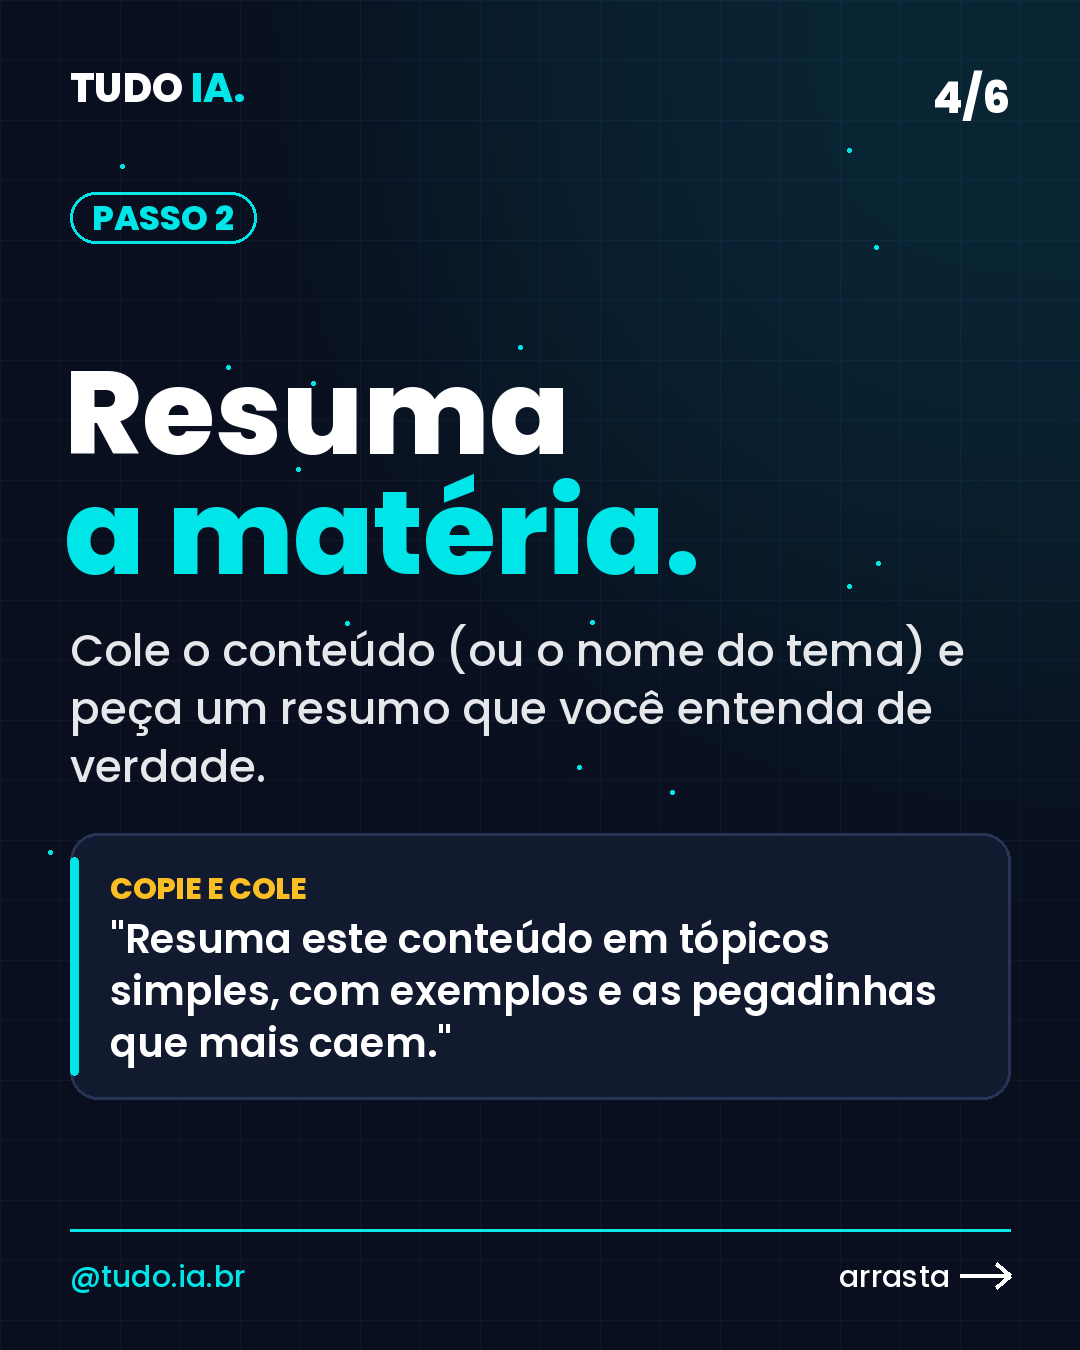 TUDO IA.
4/6
PASSO 2
Resuma
a matéria.
Cole o conteúdo (ou o nome do tema) e
peça um resumo que você entenda de
verdade.
COPIE E COLE
"Resuma este conteúdo em tópicos
simples, com exemplos e as pegadinhas
que mais caem."
@tudo.ia.br
arrasta